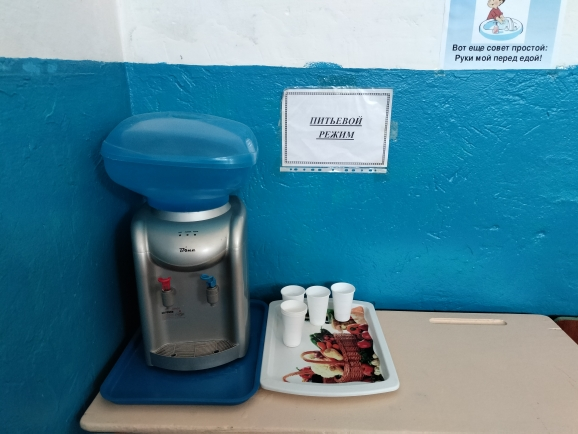 Вот еще совет простой:
Руки мой перед едой!
ПИТЬЕВОЙ
РЕЖИМ